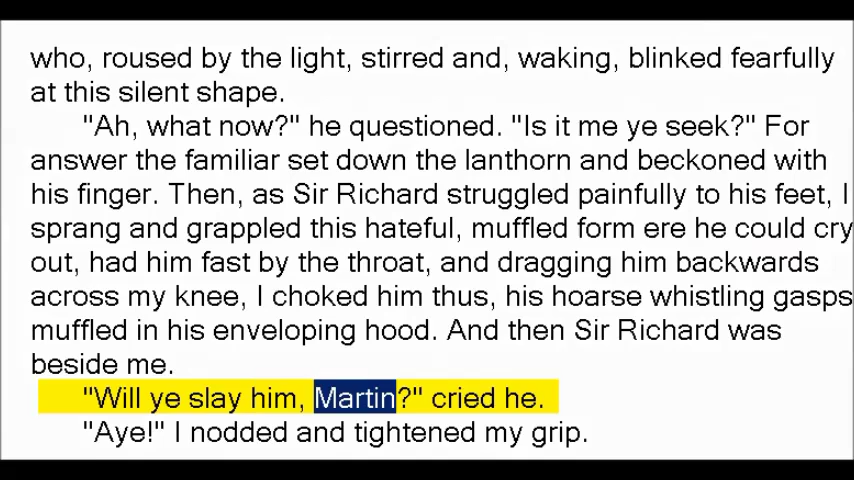 who, roused by the light, stirred and, waking, blinked fearfully
at this silent shape.
"Ah, what now?" he questioned. "Is it me ye seek?" For
answer the familiar set down the lanthorn and beckoned with
his finger. Then, as Sir Richard struggled painfully to his feet, I
sprang and grappled this hateful, muffled form ere he could cry
out, had him fast by the throat, and dragging him backwards
across my knee, I choked him thus, his hoarse whistling gasps
muffled in his enveloping hood. And then Sir Richard was
beside me.
"Will ye slay him, Martin?" cried he.
"Aye!" I nodded and tightened my grip.